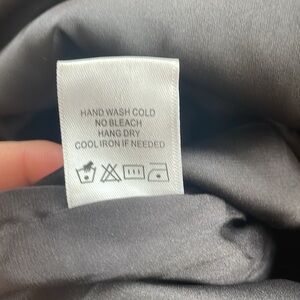 HAND WASH COLD
NO BLEACH
HANG DRY
COOL IRON IF NEEDED